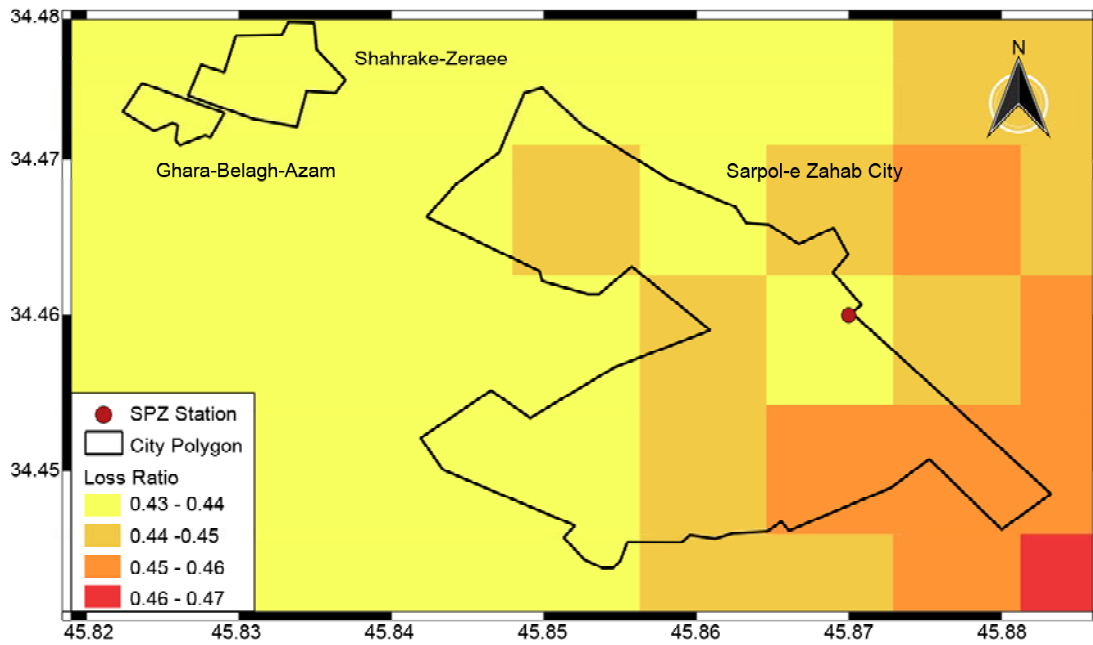 34.48
34.47
34.46
34.45
Shahrake-Zeraee
Ghara-Belagh-Azam
Sarpol-e Zahab City
N
SPZ Station
City Polygon
Loss Ratio
0.43 - 0.44
0.44 -0.45
0.45 - 0.46
0.46 - 0.47
45.82 45.83 45.84 45.85 45.86 45.87 45.88